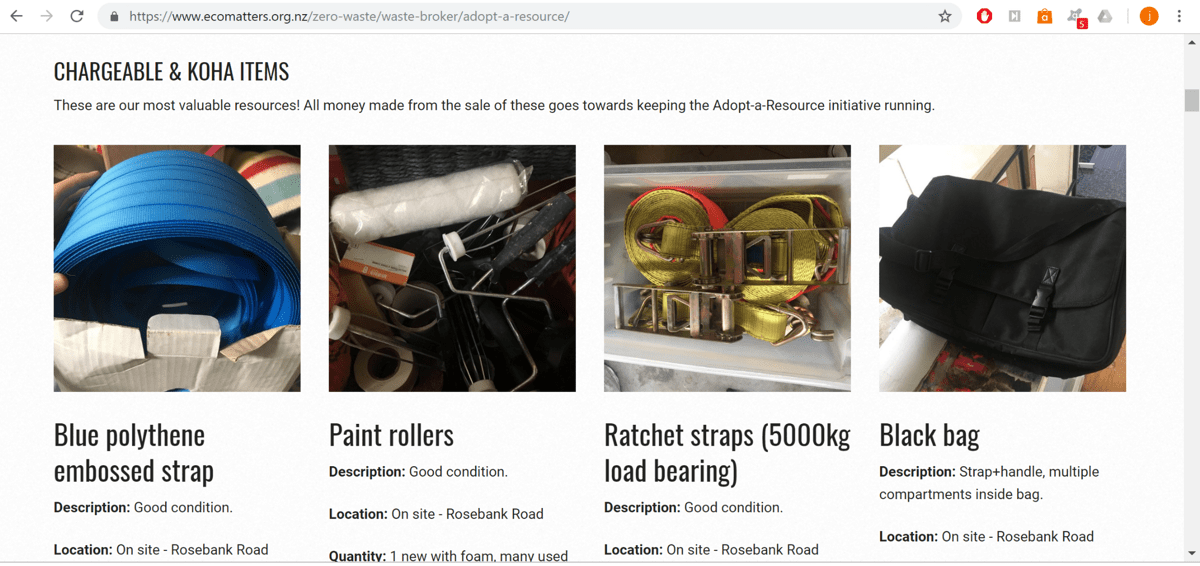 https://www.ecomatters.org.nz/zero-waste/waste-broker/adopt-a-resource/
5
j
CHARGEABLE & KOHA ITEMS
These are our most valuable resources! All money made from the sale of these goes towards keeping the Adopt-a-Resource initiative running.
Blue polythene
embossed strap
Description: Good condition.
Location: On site - Rosebank Road
Paint rollers
Description: Good condition.
Location: On site - Rosebank Road
Quantity: 1 new with foam, many used
Ratchet straps (5000kg
load bearing)
Description: Good condition.
Location: On site - Rosebank Road
Black bag
Description: Strap+handle, multiple
compartments inside bag.
Location: On site - Rosebank Road